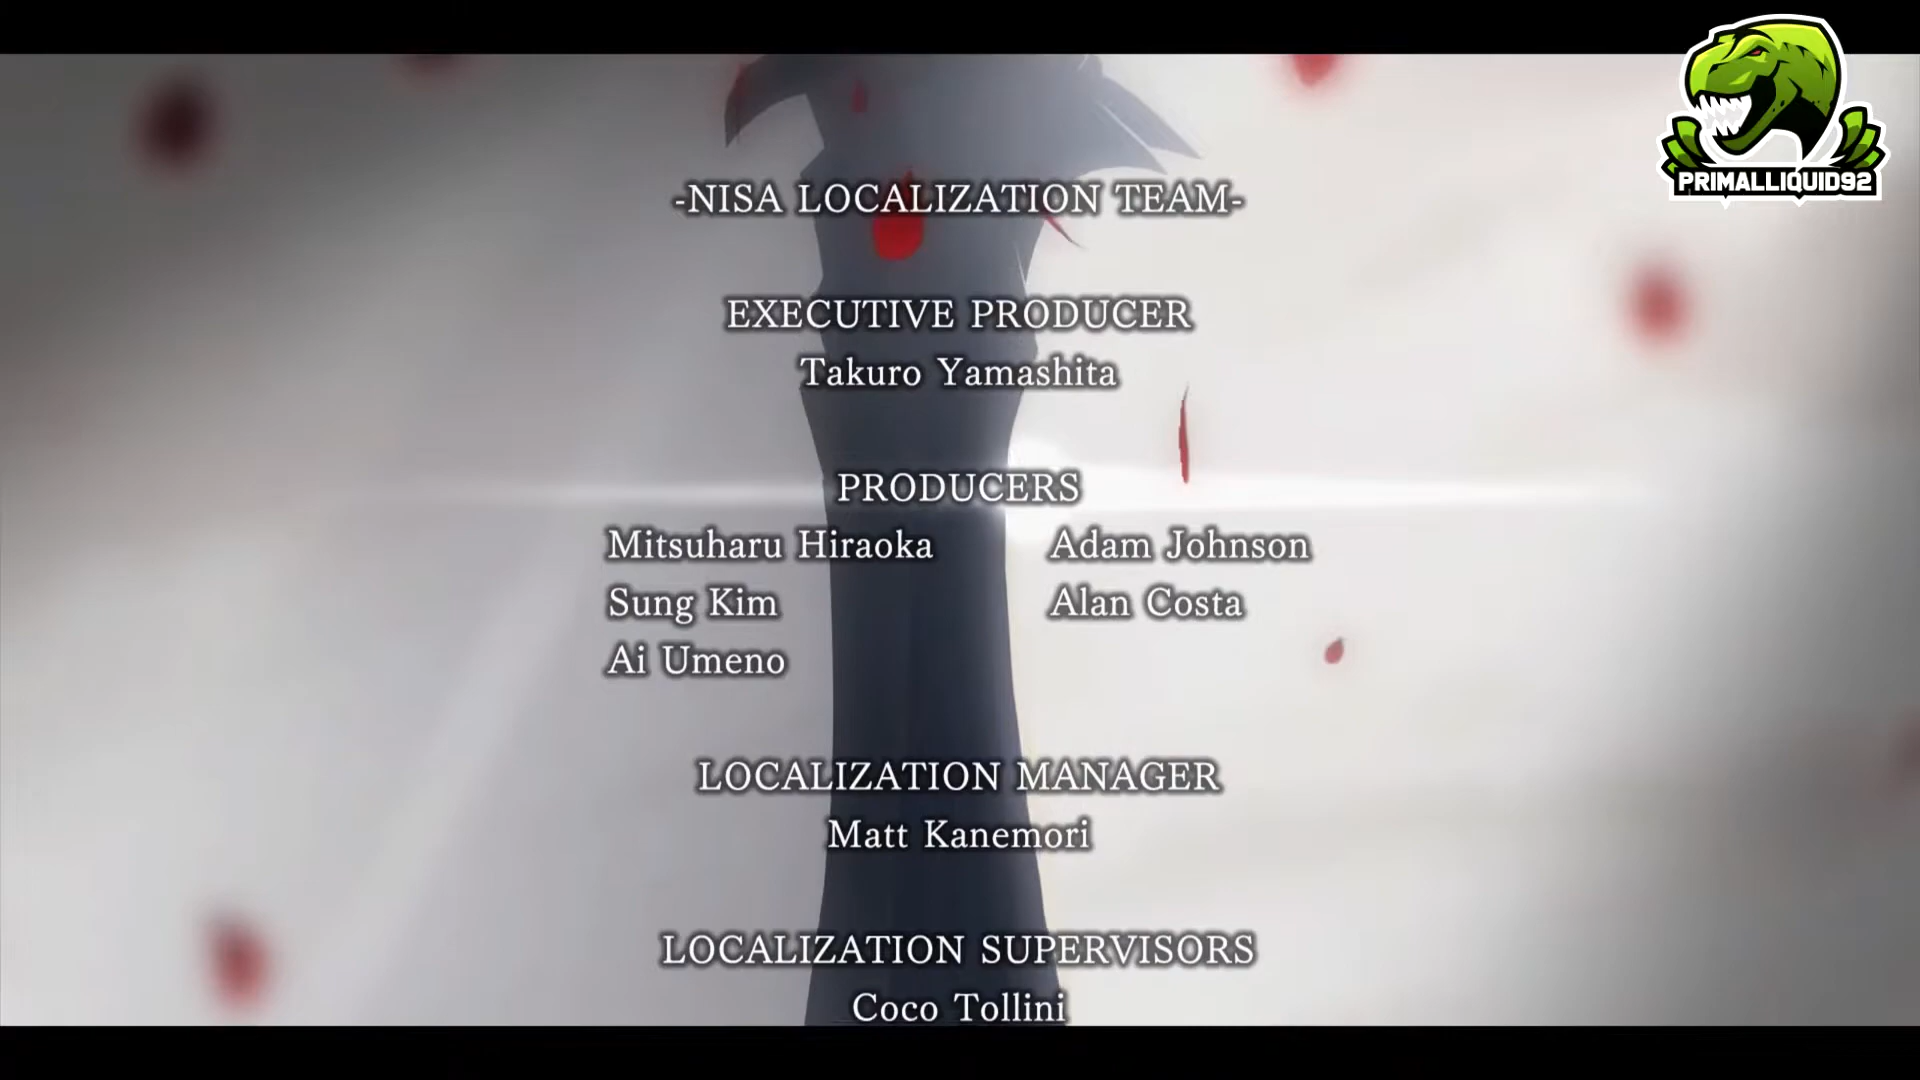 PRIMALLIQUID92
-NISA LOCALIZATION TEAM-
EXECUTIVE PRODUCER
Takuro Yamashita
PRODUCERS
Mitsuharu Hiraoka Adam Johnson
Sung Kim Alan Costa
Ai Umeno
LOCALIZATION MANAGER
Matt Kanemori
LOCALIZATION SUPERVISORS
Coco Tollini